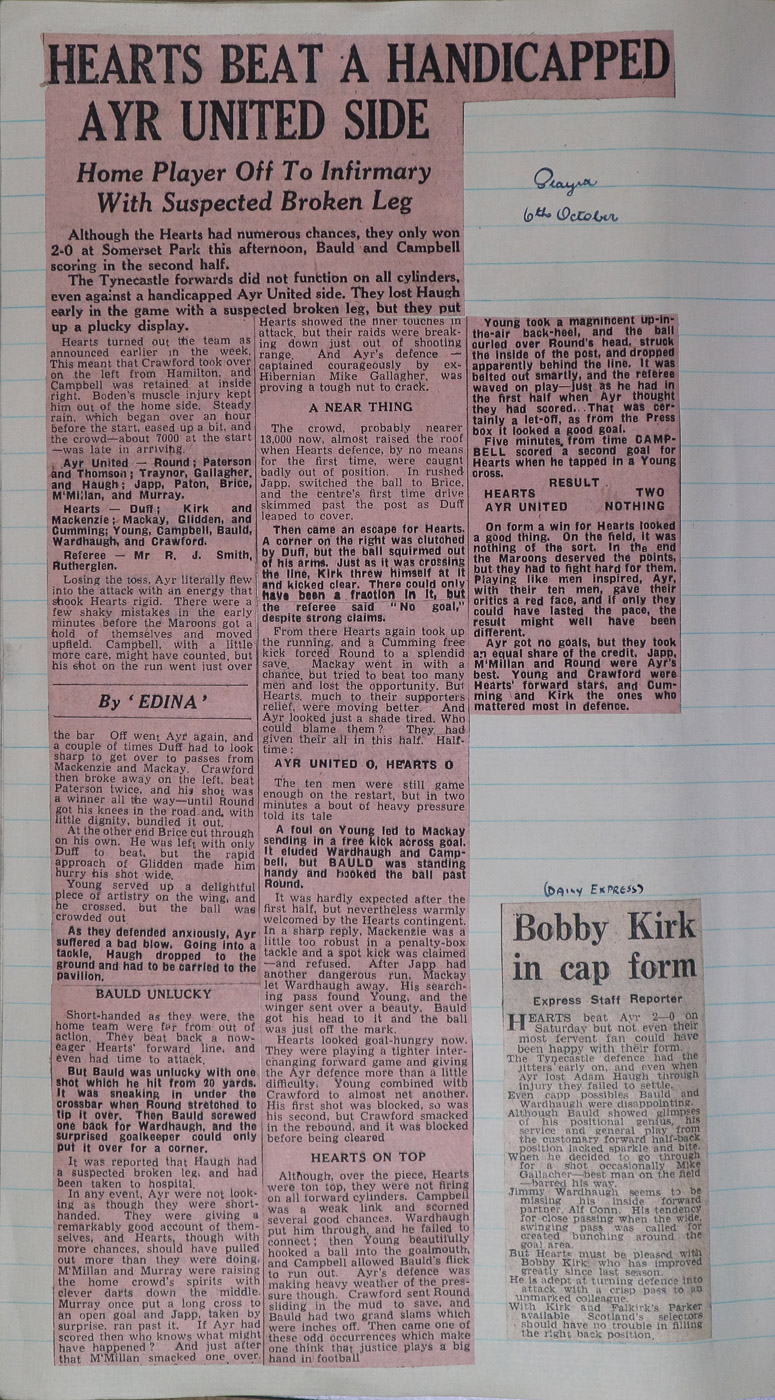 HEARTS BEAT A HANDICAPPED
AYR UNITED SIDE
Home Player Off To Infirmary
With Suspected Broken Leg
6th October
Although the Hearts had numerous chances, they only won
2-0 at Somerset Park this afternoon, Bauld and Campbell
scoring in the second half.
The Tynecastle forwards did not function on all cylinders,
even against a handicapped Ayr United side. They lost Haugh
early in the game with a suspected broken leg, but they put
up a plucky display.
Hearts turned out the team as
announced earlier in the week.
This meant that Crawford took over
on the left from Hamilton, and
Campbell was retained at inside
right. Boden's muscle injury kept
him out of the home side. Steady
rain, which began over an hour
before the start, eased up a bit, and
the crowd—about 7000 at the start
—was late in arriving.
Ayr United — Round; Paterson
and Thomson; Traynor, Gallagher,
and Haugh; Japp, Paton, Brice,
M'Millan, and Murray.
Hearts — Duff; Kirk and
Mackenzie; Mackay, Glidden, and
Cumming; Young, Campbell, Bauld,
Wardhaugh, and Crawford.
Referee — Mr R. J. Smith,
Rutherglen.
Losing the toss, Ayr literally flew
into the attack with an energy that
shook Hearts rigid. There were a
few shaky mistakes in the early
minutes before the Maroons got a
hold of themselves and moved
upfield. Campbell, with a little
more care, might have counted, but
his shot on the run went just over
By 'EDINA'
the bar Off went Ayr again, and
a couple of times Duff had to look
sharp to get over to passes from
Mackenzie and Mackay. Crawford
then broke away on the left, beat
Paterson twice, and his shot was
a winner all the way—until Round
got his knees in the road and, with
little dignity, bundled it out.
At the other end Brice cut through
on his own. He was left with only
Duff to beat, but the rapid
approach of Glidden made him
hurry his shot wide.
Young served up a delightful
piece of artistry on the wing, and
he crossed, but the ball was
crowded out
As they defended anxiously, Ayr
suffered a bad blow. Going into a
tackle, Haugh dropped to the
ground and had to be carried to the
pavilion.
BAULD UNLUCKY
Short-handed as they were, the
home team were far from out of
action. They beat back a now-
eager Hearts' forward line, and
even had time to attack.
But Bauld was unlucky with one
shot which he hit from 20 yards.
It was sneaking in under the
crossbar when Round stretched to
tip it over. Then Bauld screwed
one back for Wardhaugh, and the
surprised goalkeeper could only
put it over for a corner.
It was reported that Haugh had
a suspected broken leg, and had
been taken to hospital.
In any event, Ayr were not look-
ing as though they were short-
handed. They were giving a
remarkably good account of them-
selves, and Hearts, though with
more chances, should have pulled
out more than they were doing.
M'Millan and Murray were raising
the home crowd's spirits with
clever darts down the middle.
Murray once put a long cross to
an open goal and Japp, taken by
surprise, ran past it. If Ayr had
scored then who knows what might
have happened? And just after
that M'Millan smacked one over.
Hearts showed the finer touches in
attack, but their raids were break-
ing down just out of shooting
range. And Ayr's defence —
captained courageously by ex-
Hibernian Mike Gallagher, was
proving a tough nut to crack.
A NEAR THING
The crowd, probably nearer
13,000 now, almost raised the roof
when Hearts defence, by no means
for the first time, were caught
badly out of position. In rushed
Japp, switched the ball to Brice,
and the centre's first time drive
skimmed past the post as Duff
leaped to cover.
Then came an escape for Hearts.
A corner on the right was clutched
by Duff, but the ball squirmed out
of his arms. Just as it was crossing
the line, Kirk threw himself at it
and kicked clear. There could only
have been a fraction in it, but
the referee said "No goal,"
despite strong claims.
From there Hearts again took up
the running, and a Cumming free
kick forced Round to a splendid
save. Mackay went in with a
chance, but tried to beat too many
men and lost the opportunity. But
Hearts, much to their supporters
relief, were moving better. And
Ayr looked just a shade tired. Who
could blame them? They had
given their all in this half. Half-
time:
AYR UNITED 0, HEARTS 0
The ten men were still game
enough on the restart, but in two
minutes a bout of heavy pressure
told its tale
A foul on Young led to Mackay
sending in a free kick across goal.
It eluded Wardhaugh and Camp-
bell, but BAULD was standing
handy and hooked the ball past
Round.
It was hardly expected after the
first half, but nevertheless warmly
welcomed by the Hearts contingent.
In a sharp reply, Mackenzie was a
little too robust in a penalty-box
tackle and a spot kick was claimed
—and refused. After Japp had
another dangerous run, Mackay
let Wardhaugh away. His search-
ing pass found Young, and the
winger sent over a beauty. Bauld
got his head to it and the ball
was just off the mark.
Hearts looked goal-hungry now.
They were playing a tighter inter-
changing forward game and giving
the Ayr defence more than a little
difficulty. Young combined with
Crawford to almost net another.
His first shot was blocked, so was
his second, but Crawford smacked
in the rebound, and it was blocked
before being cleared
HEARTS ON TOP
Although, over the piece, Hearts
were ton top, they were not firing
on all forward cylinders. Campbell
was a weak link and scorned
several good chances. Wardhaugh
put him through, and he failed to
connect; then Young beautifully
hooked a ball into the goalmouth,
and Campbell allowed Bauld's flick
to run out. Ayr's defence was
making heavy weather of the pres-
sure though. Crawford sent Round
sliding in the mud to save, and
Bauld had two grand slams which
were inches off. Then came one of
these odd occurrences which make
one think that justice plays a big
hand in football
Young took a magnificent up-in-
the-air back-heel, and the ball
curled over Round's head, struck
the inside of the post, and dropped
apparently behind the line. It was
belted out smartly, and the referee
waved on play—just as he had in
the first half when Ayr thought
they had scored. That was cer-
tainly a let-off, as from the Press
box it looked a good goal.
Five minutes from time CAMP-
BELL scored a second goal for
Hearts when he tapped in a Young
cross.
RESULT
HEARTS TWO
AYR UNITED NOTHING
On form a win for Hearts looked
a good thing. On the field, it was
nothing of the sort. In the end
the Maroons deserved the points,
but they had to fight hard for them.
Playing like men inspired, Ayr,
with their ten men, gave their
critics a red face, and if only they
could have lasted the pace, the
result might well have been
different.
Ayr got no goals, but they took
an equal share of the credit. Japp,
M'Millan and Round were Ayr's
best. Young and Crawford were
Hearts' forward stars, and Cum-
ming and Kirk the ones who
mattered most in defence.
(DAILY EXPRESS)
Bobby Kirk
in cap form
Express Staff Reporter
HEARTS beat Ayr 2—0 on
Saturday but not even their
most fervent fan could have
been happy with their form.
The Tynecastle defence had the
jitters early on, and even when
Ayr lost Adam Haugh through
injury they failed to settle.
Even capp possibles Bauld and
Wardhaugh were disappointing.
Although Bauld showed glimpses
of his positional genius, his
service and general play from
the customary forward half-back
position lacked sparkle and bite.
When he decided to go through
for a shot occasionally Mike
Gallacher—best man on the field
—barred his way.
Jimmy Wardhaugh seems to be
missing his inside forward
partner, Alf Conn. His tendency
for close passing when the wide,
swinging pass was called for
created bunching around the
goal area.
But Hearts must be pleased with
Bobby Kirk, who has improved
greatly since last season.
He is adept at turning defence into
attack with a crisp pass to an
unmarked colleague.
With Kirk and Falkirk's Parker
available Scotland's selectors
should have no trouble in filling
the right back position.